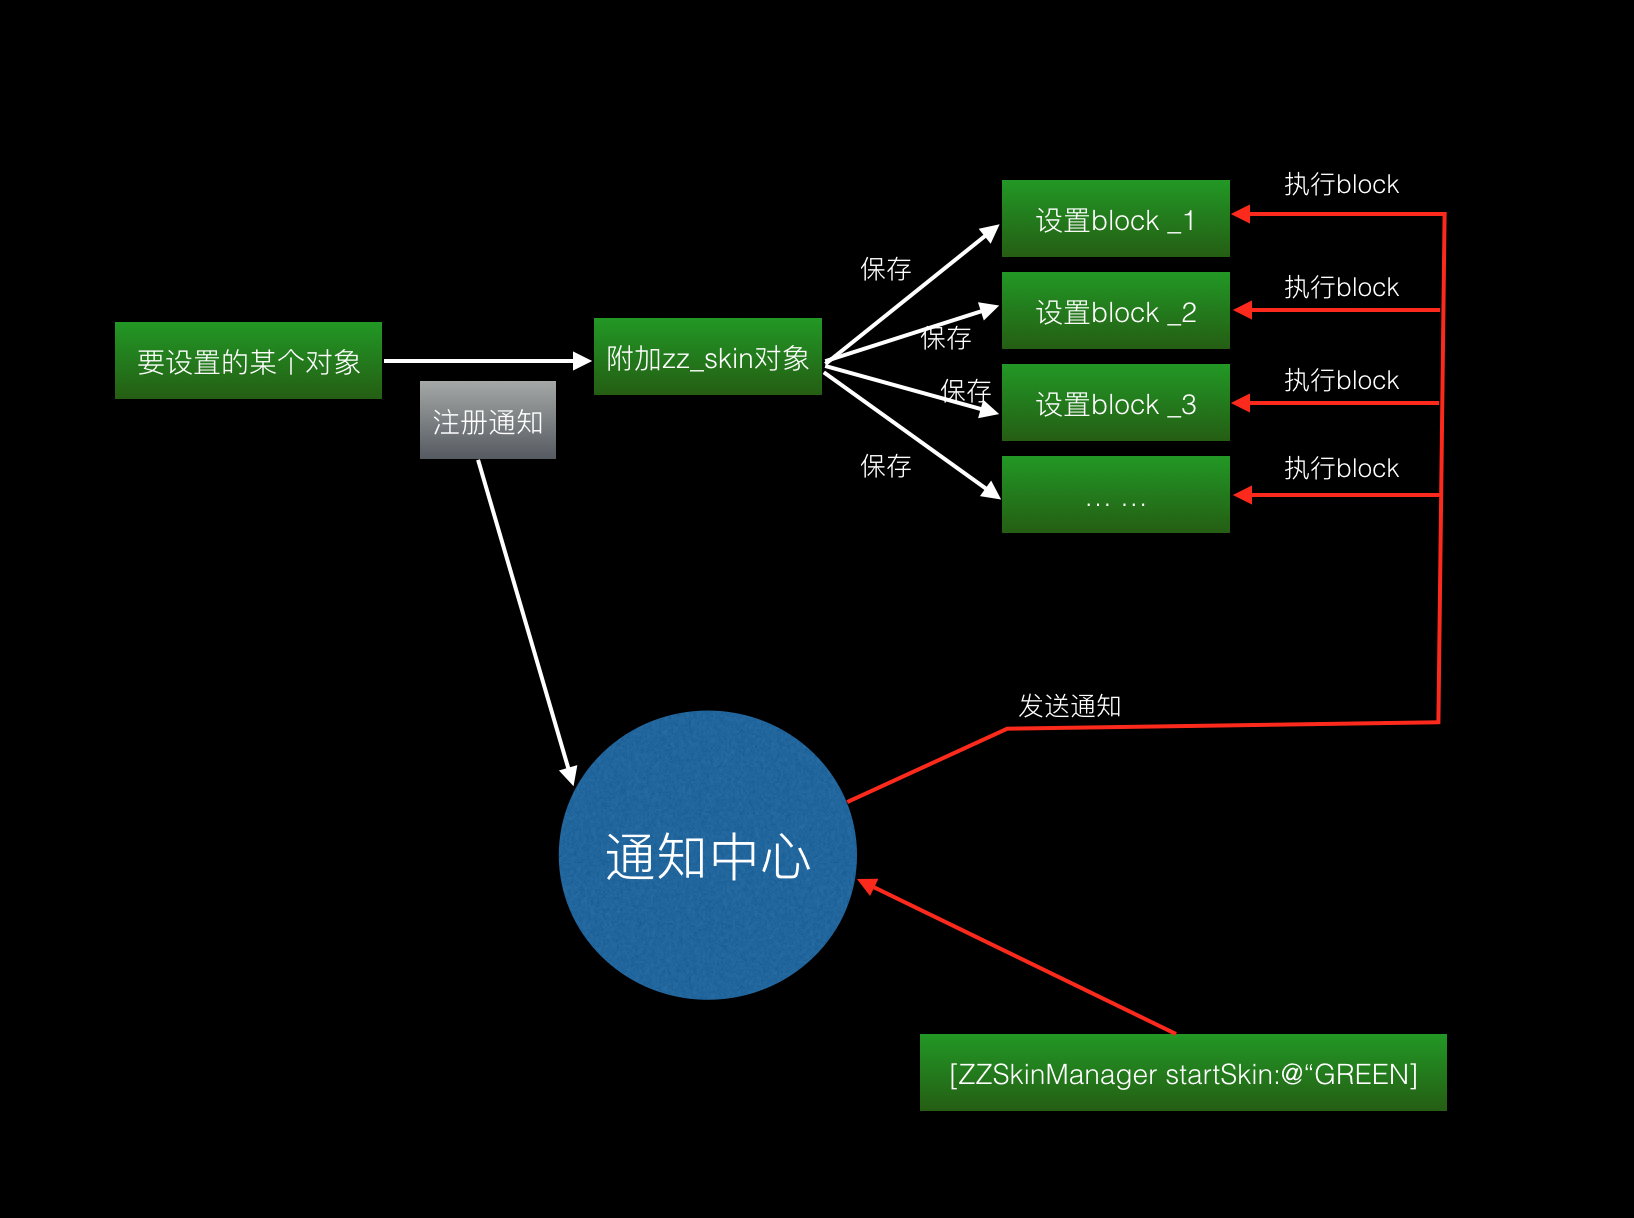 执行block
设置block _1
保存
执行block
设置block _2
保存
要设置的某个对象
附加zz_skin对象
执行block
保存
设置block _3
注册通知
保存
执行block
... ...
发送通知
通知中心
[ZZSkinManager startSkin:@“GREEN]